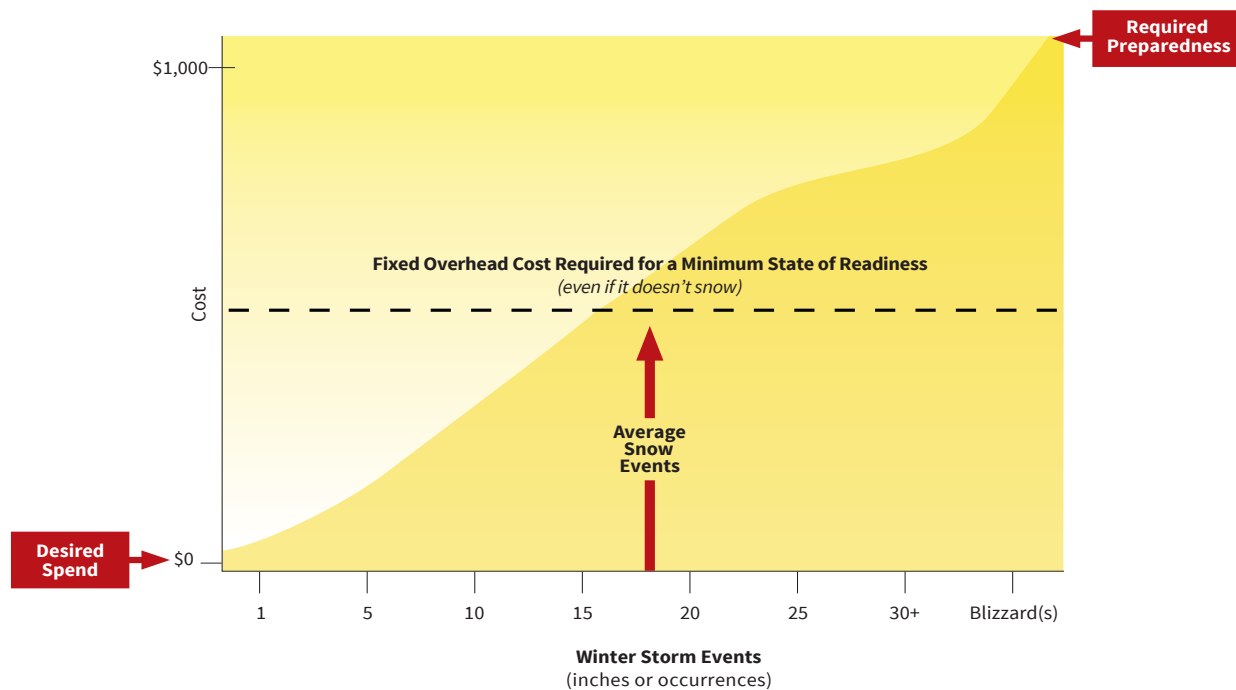 Required
Preparedness
$1,000
Fixed Overhead Cost Required for a Minimum State of Readiness
(even if it doesn’t snow)
Cost
Average
Snow
Events
Desired
Spend
$0
1 5 10 15 20 25 30+ Blizzard(s)
Winter Storm Events
(inches or occurrences)